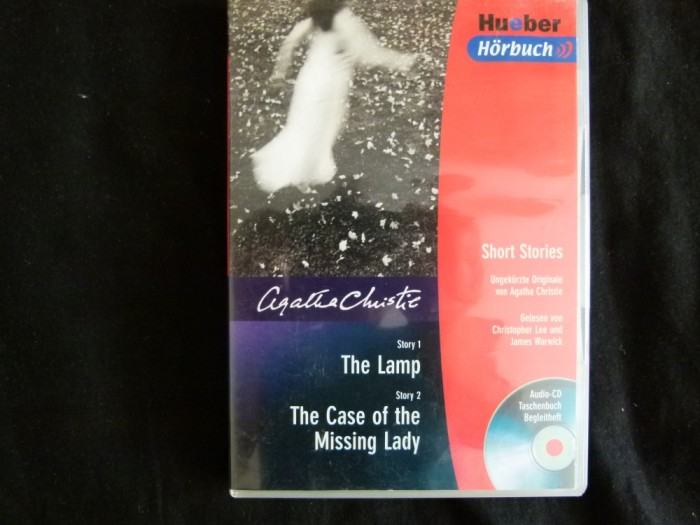 Hueber
Hörbuch
Short Stories
Ungekürzte Originale
von Agatha Christie
Gelesen von
Christopher Lee und
James Warwick
Agatha Christie
Story 1
The Lamp
Story 2
The Case of the
Missing Lady
Audio-CD
Taschenbuch
Begleitheft